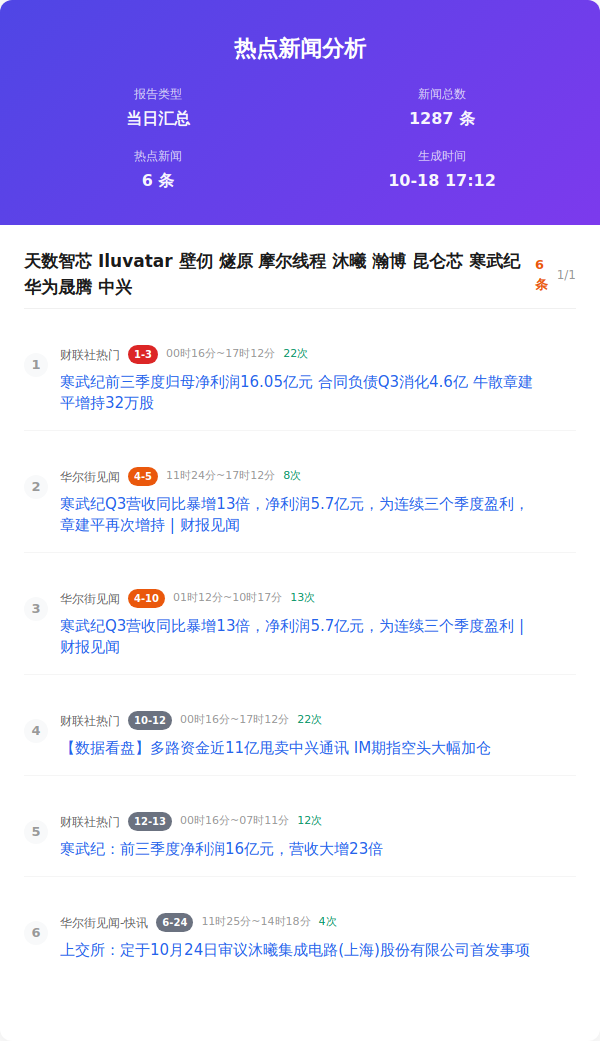 热点新闻分析
报告类型
新闻总数
当日汇总
1287 条
热点新闻
生成时间
6 条
10-18 17:12
天数智芯 Iluvatar 壁仞 燧原 摩尔线程 沐曦 瀚博 昆仑芯 寒武纪
华为晟腾 中兴
6
条
1/1
1
财联社热门 1-3 00时16分~17时12分 22次
寒武纪前三季度归母净利润16.05亿元 合同负债Q3消化4.6亿 牛散章建
平增持32万股
2
华尔街见闻 4-5 11时24分~17时12分 8次
寒武纪Q3营收同比暴增13倍，净利润5.7亿元，为连续三个季度盈利，
章建平再次增持 | 财报见闻
3
华尔街见闻 4-10 01时12分~10时17分 13次
寒武纪Q3营收同比暴增13倍，净利润5.7亿元，为连续三个季度盈利 |
财报见闻
4
财联社热门 10-12 00时16分~17时12分 22次
【数据看盘】多路资金近11亿甩卖中兴通讯 IM期指空头大幅加仓
5
财联社热门 12-13 00时16分~07时11分 12次
寒武纪：前三季度净利润16亿元，营收大增23倍
6
华尔街见闻-快讯 6-24 11时25分~14时18分 4次
上交所：定于10月24日审议沐曦集成电路(上海)股份有限公司首发事项